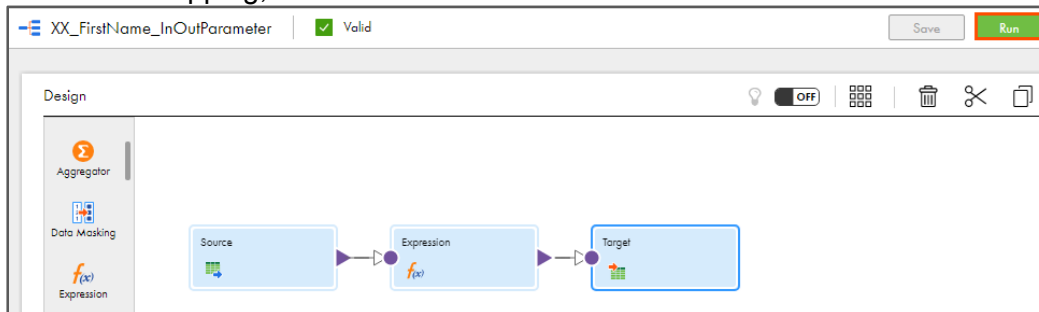 XX_FirstName_InOutParameter Valid Save Run
Design OFF
Aggregator
Data Masking
Source Expression Target
f(x)
f(x)
Expression